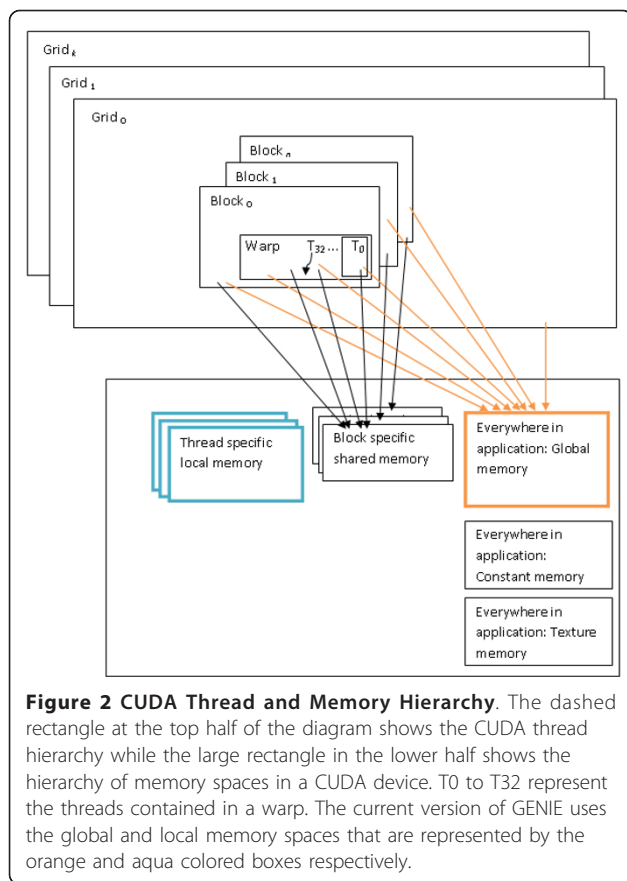 Grid k
Grid 1
Grid 0
Block n
Block 1
Block 0
Warp T32 ... T0
Thread specific
local memory
Block specific
shared memory
Everywhere in
application: Global
memory
Everywhere in
application:
Constant memory
Everywhere in
application: Texture
memory
Figure 2 CUDA Thread and Memory Hierarchy. The dashed
rectangle at the top half of the diagram shows the CUDA thread
hierarchy while the large rectangle in the lower half shows the
hierarchy of memory spaces in a CUDA device. T0 to T32 represent
the threads contained in a warp. The current version of GENIE uses
the global and local memory spaces that are represented by the
orange and aqua colored boxes respectively.